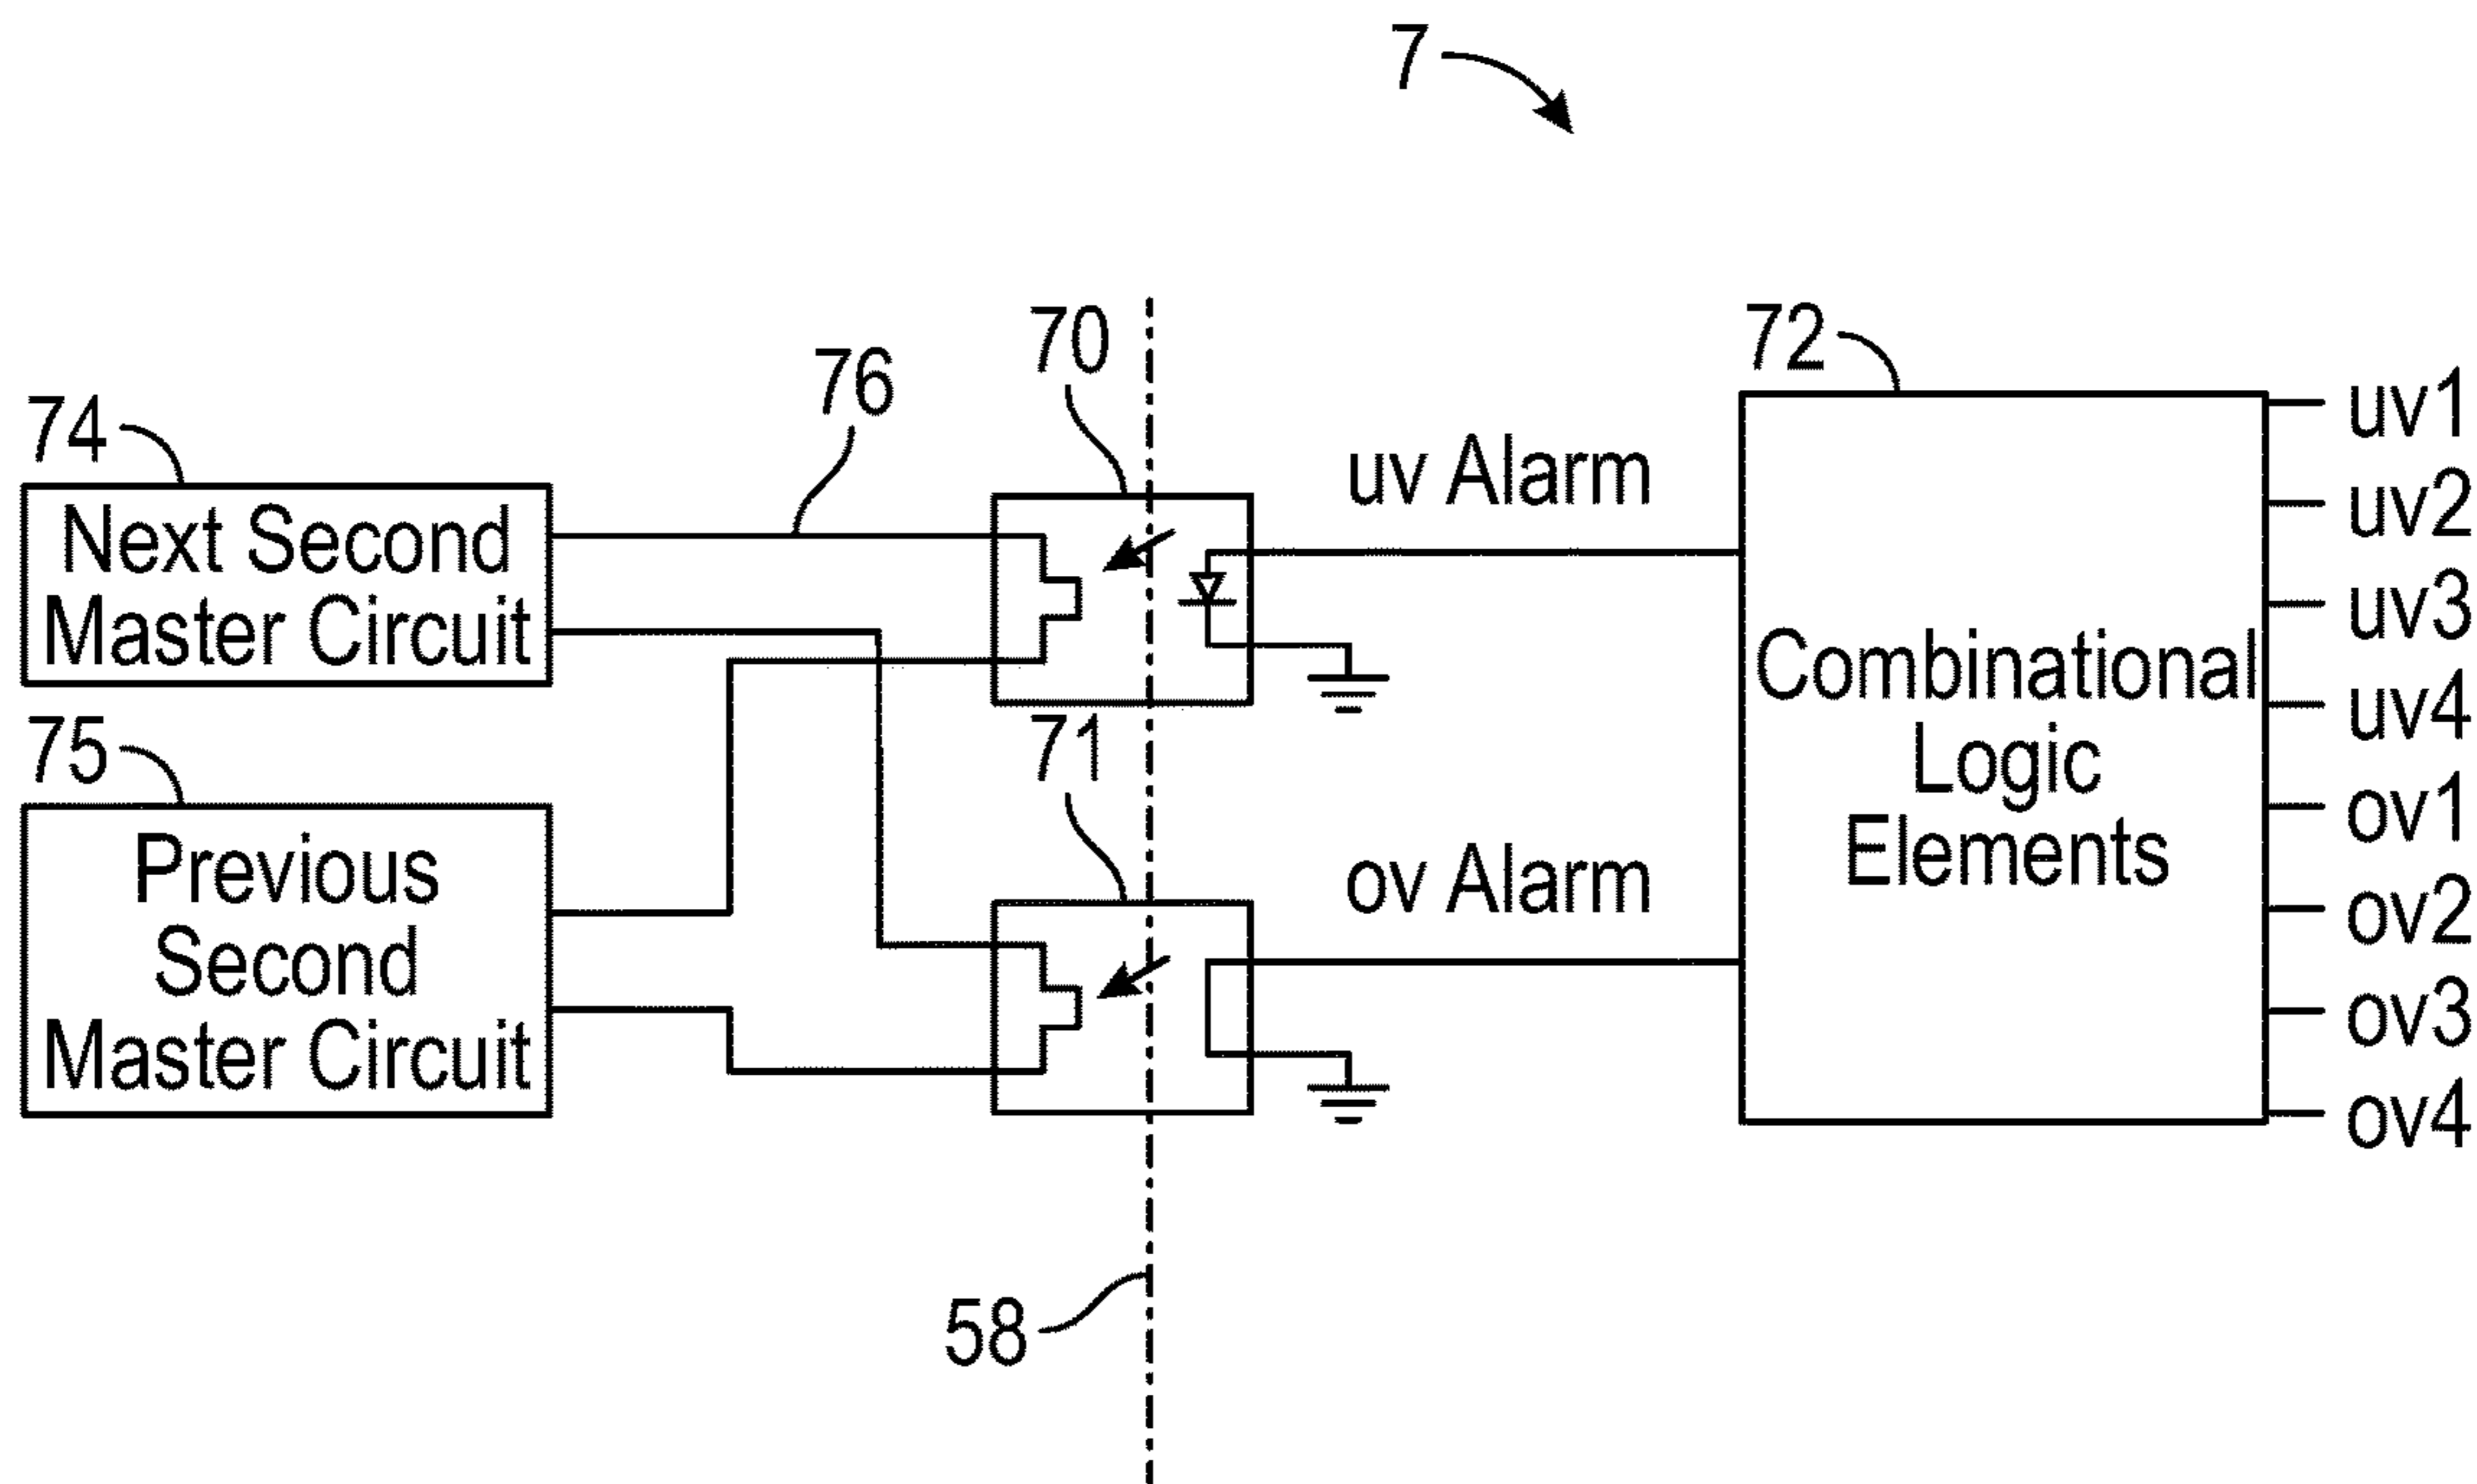 7
70
72
76
74
uv1
uv Alarm
uv2
Next Second
Master Circuit
uv3
Combinational
Logic
Elements
uv4
75
71
ov1
Previous
Second
Master Circuit
ov Alarm
ov2
ov3
ov4
58